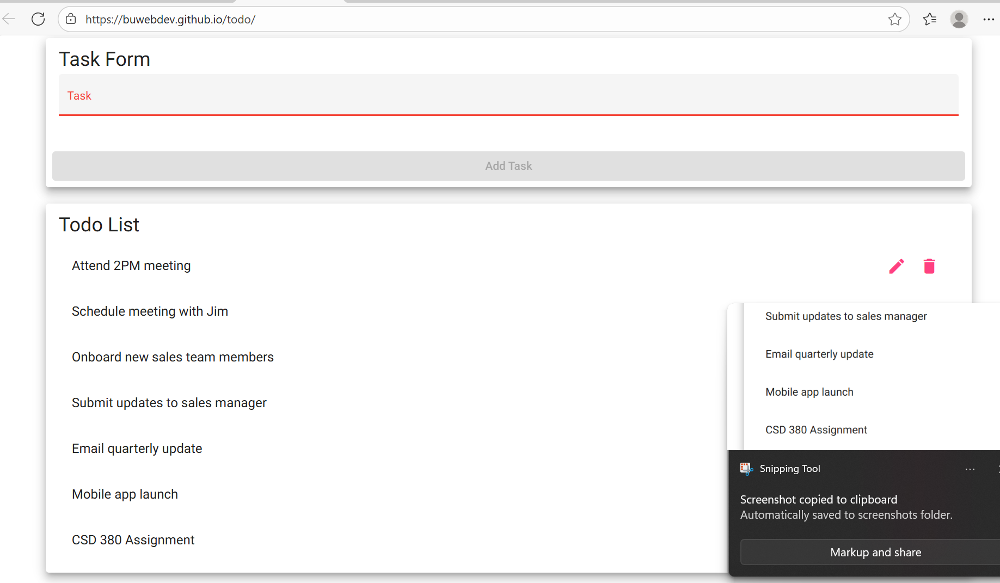 https://buwebdev.github.io/todo/
Task Form
Task
Add Task
Todo List
Attend 2PM meeting
Schedule meeting with Jim
Onboard new sales team members
Submit updates to sales manager
Email quarterly update
Mobile app launch
CSD 380 Assignment
Submit updates to sales manager
Email quarterly update
Mobile app launch
CSD 380 Assignment
Snipping Tool
Screenshot copied to clipboard
Automatically saved to screenshots folder.
Markup and share